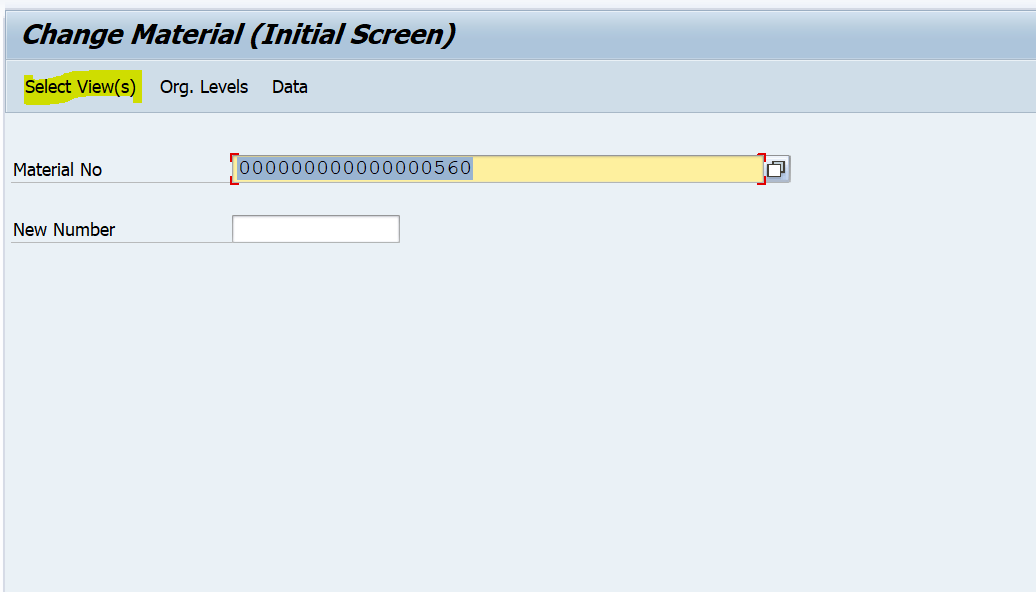 Change Material (Initial Screen)
Select View(s) Org. Levels Data
Material No 000000000000000560
New Number